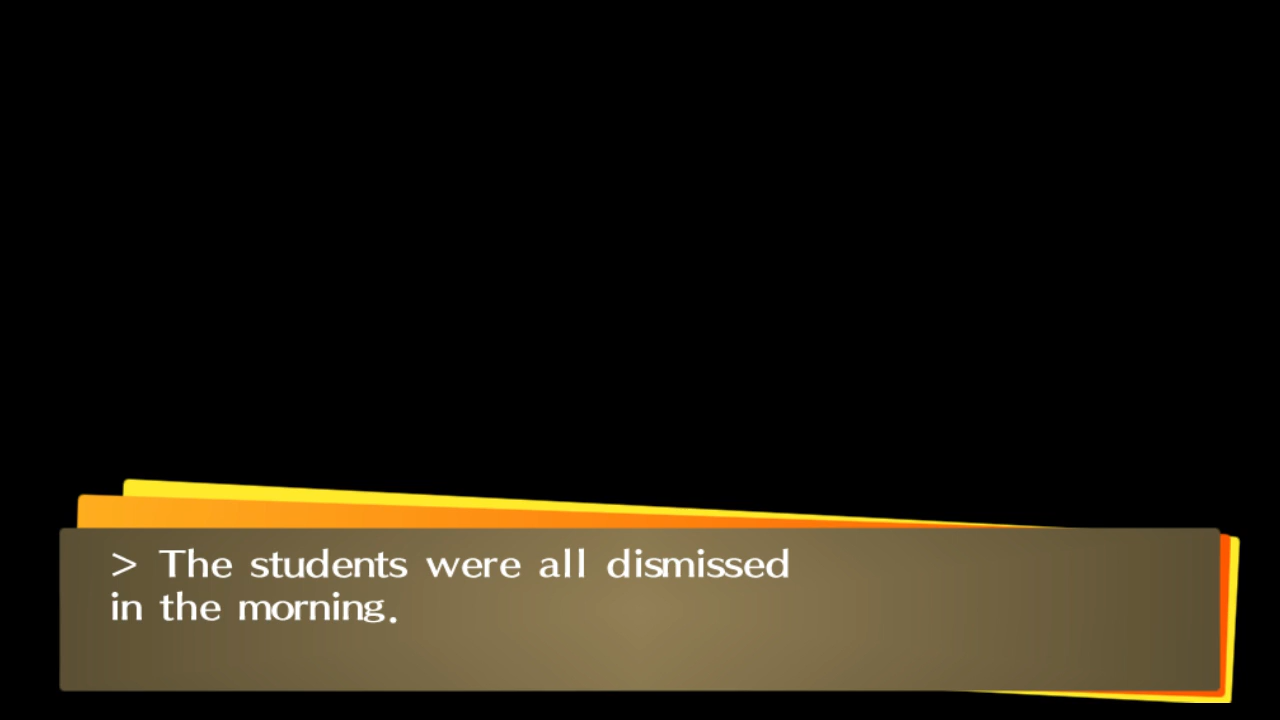 > The students were all dismissed
in the morning.